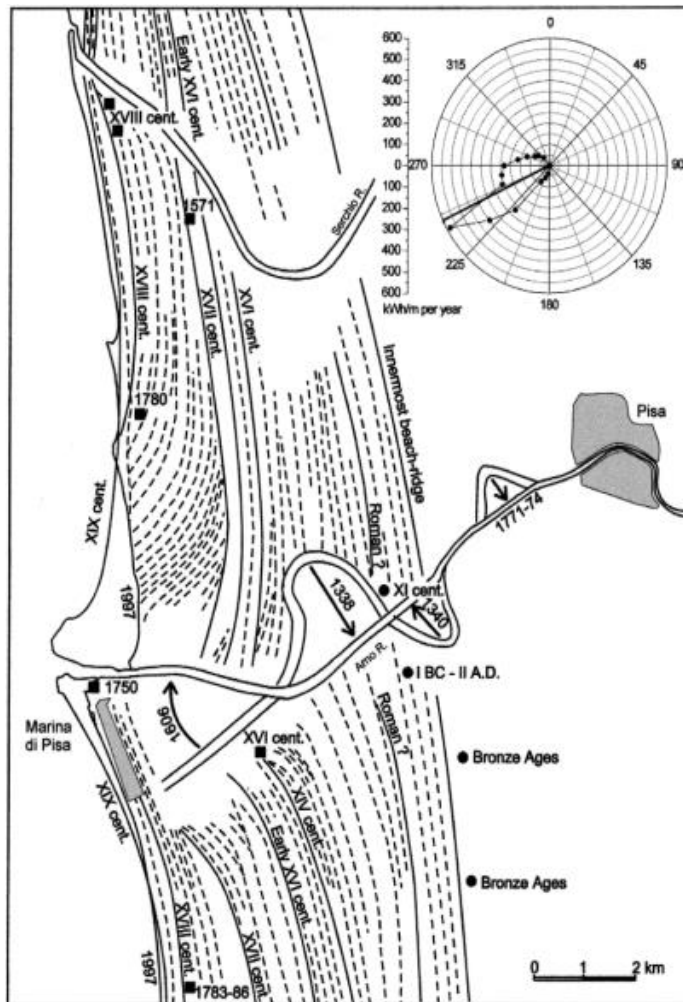 Early XVI cent.
XVIII cent.
1571
Serchio R.
XVIII cent.
XVII cent.
XVI cent.
1780
Innermost beach-ridge
XIX cent.
1997
Roman ?
600
500
400
300
200
100
0
100
200
300
400
500
600
kWh/m per year
0
45
90
135
180
225
270
315
Pisa
1771-74
XI cent.
1338
1340
Arno R.
I BC - II A.D.
1750
1606
Marina
di Pisa
XVI cent.
Roman ?
Bronze Ages
XIX cent.
XIV cent.
Early XVI cent.
Bronze Ages
XVIII cent.
XVII cent.
1997
1783-86
0
1
2 km